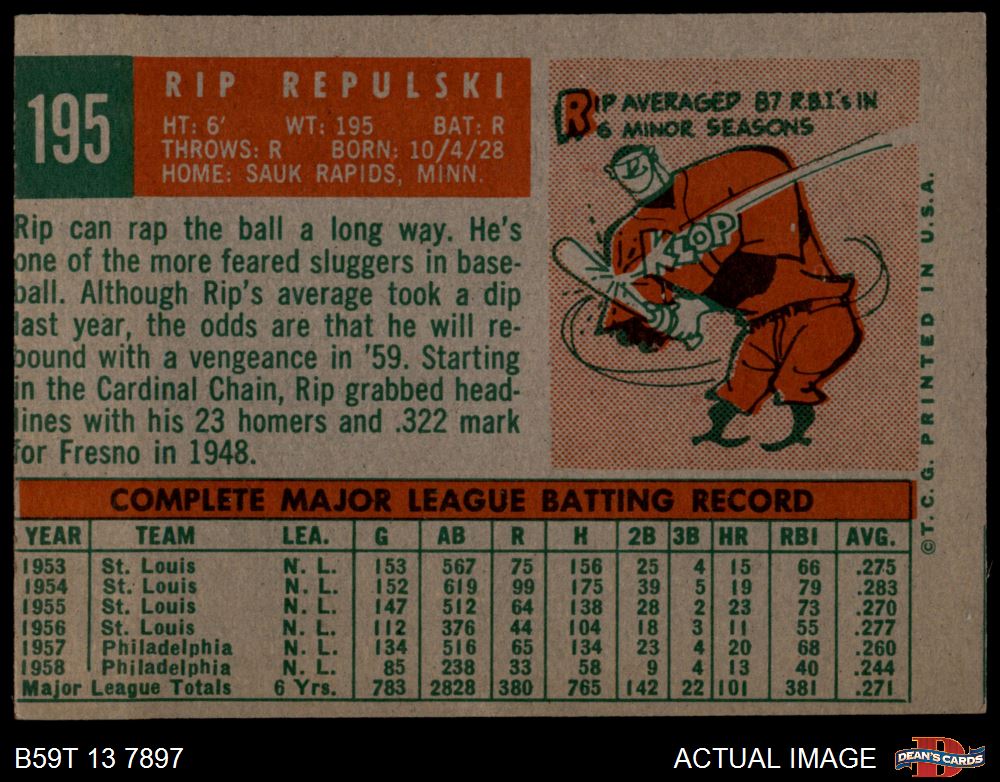 195
RIP REPULSKI
HT: 6' WT: 195 BAT: R
THROWS: R BORN: 10/4/28
HOME: SAUK RAPIDS, MINN.
RIP AVERAGED 87 R.B.I.'s IN
6 MINOR SEASONS
KLOP
Rip can rap the ball a long way. He's
one of the more feared sluggers in base-
ball. Although Rip's average took a dip
last year, the odds are that he will re-
bound with a vengeance in '59. Starting
in the Cardinal Chain, Rip grabbed head-
lines with his 23 homers and .322 mark
for Fresno in 1948.
© T. C. G. PRINTED IN U.S.A.
COMPLETE MAJOR LEAGUE BATTING RECORD
YEAR TEAM LEA. G AB R H 2B 3B HR RBI AVG.
1953 St. Louis N. L. 153 567 75 156 25 4 15 66 .275
1954 St. Louis N. L. 152 619 99 175 39 5 19 79 .283
1955 St. Louis N. L. 147 512 64 138 28 2 23 73 .270
1956 St. Louis N. L. 112 376 44 104 18 3 11 55 .277
1957 Philadelphia N. L. 134 516 65 134 23 4 20 68 .260
1958 Philadelphia N. L. 85 238 33 58 9 4 13 40 .244
Major League Totals 6 Yrs. 783 2828 380 765 142 22 101 381 .271
B59T 13 7897
ACTUAL IMAGE
DEAN'S CARDS